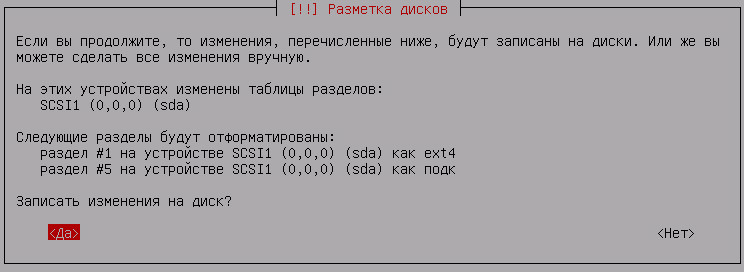 [!!] Разметка дисков
Если вы продолжите, то изменения, перечисленные ниже, будут записаны на диски. Или же вы
можете сделать все изменения вручную.
На этих устройствах изменены таблицы разделов:
SCSI1 (0,0,0) (sda)
Следующие разделы будут отформатированы:
раздел #1 на устройстве SCSI1 (0,0,0) (sda) как ext4
раздел #5 на устройстве SCSI1 (0,0,0) (sda) как подк
Записать изменения на диск?
<Да> <Нет>